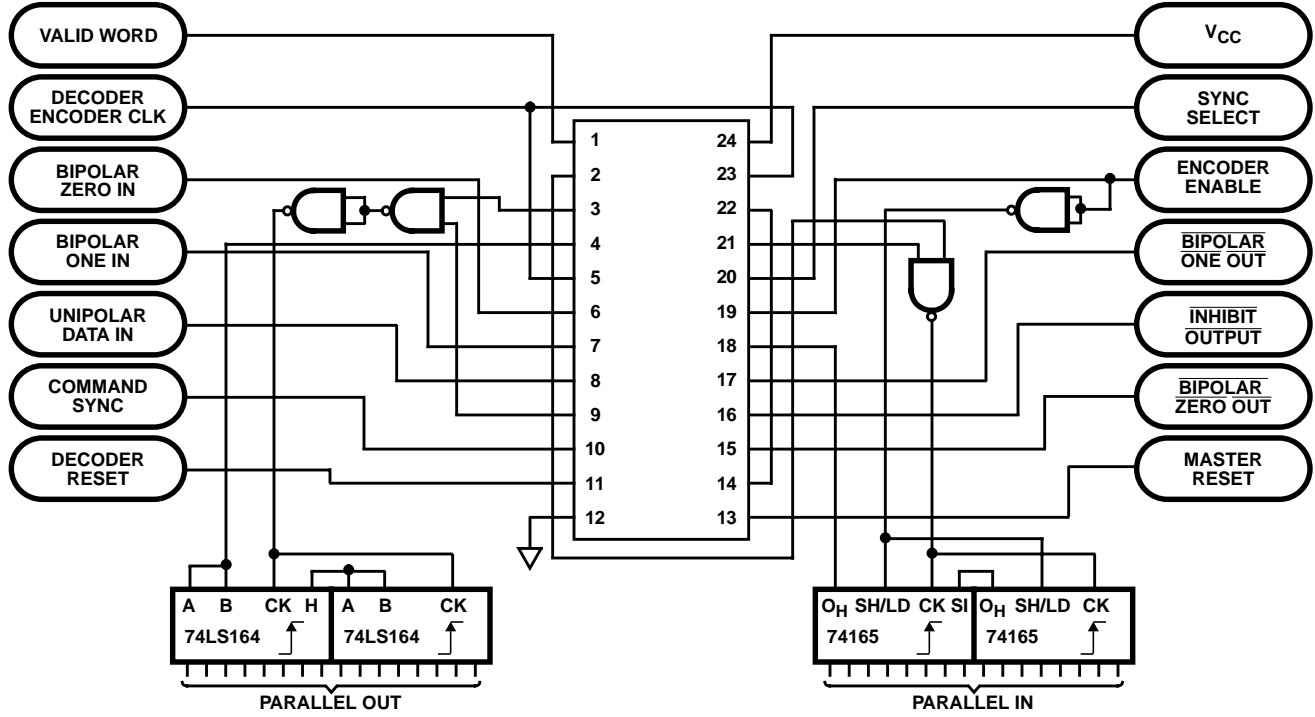 VALID WORD
DECODER
ENCODER CLK
BIPOLAR
ZERO IN
BIPOLAR
ONE IN
UNIPOLAR
DATA IN
COMMAND
SYNC
DECODER
RESET
1
2
3
4
5
6
7
8
9
10
11
12
24
23
22
21
20
19
18
17
16
15
14
13
VCC
SYNC
SELECT
ENCODER
ENABLE
BIPOLAR
ONE OUT
INHIBIT
OUTPUT
BIPOLAR
ZERO OUT
MASTER
RESET
A B CK H A B CK
74LS164 74LS164
PARALLEL OUT
OH SH/LD CK SI OH SH/LD CK
74165 74165
PARALLEL IN